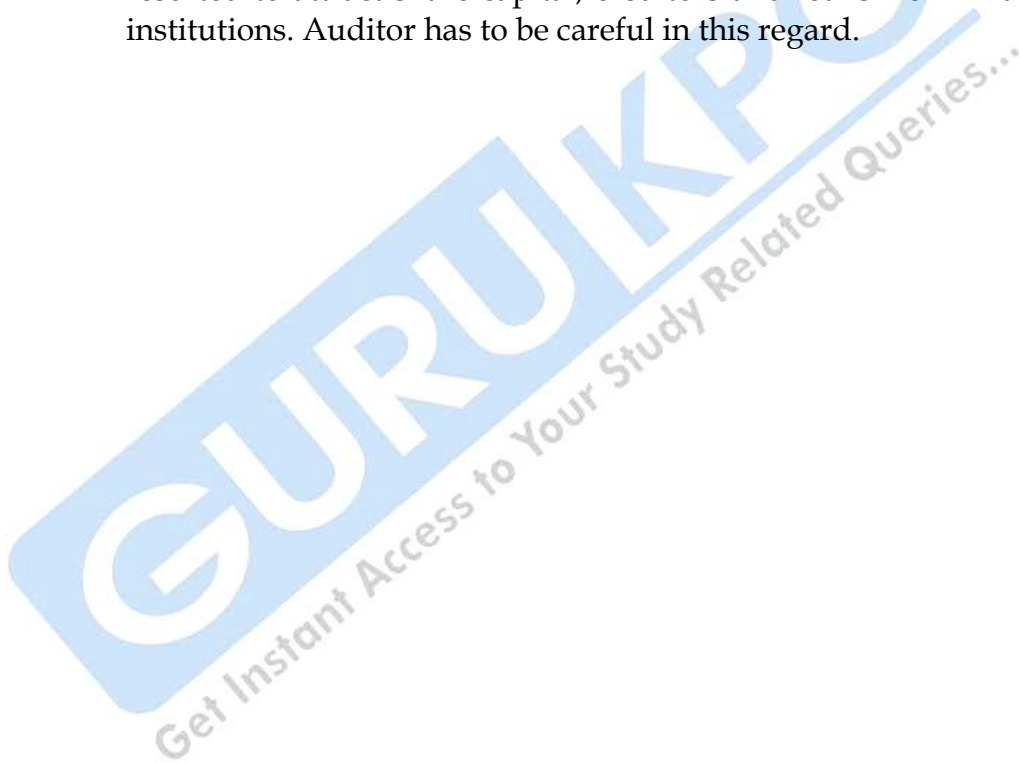 institutions. Auditor has to be careful in this regard.
GURUKPO
Get Instant Access to Your Study Related Queries...